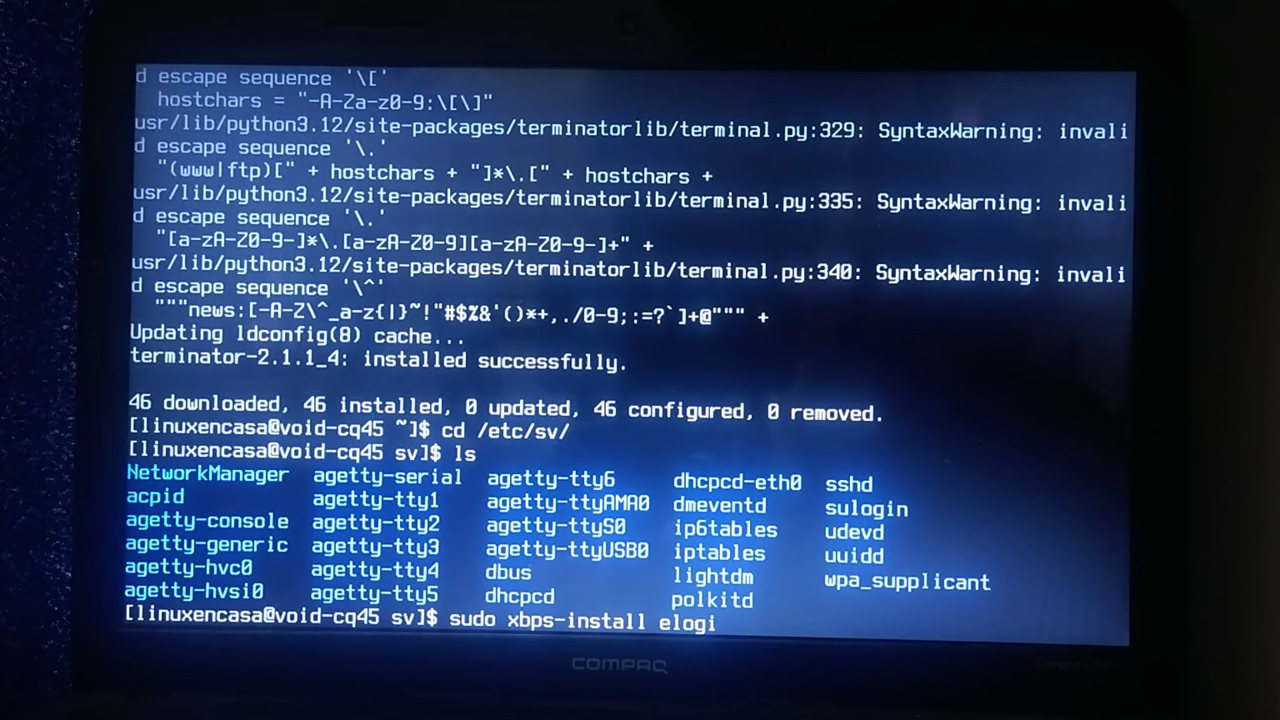 d escape sequence '\['
  hostchars = "-A-Za-z0-9:\[\]"
usr/lib/python3.12/site-packages/terminatorlib/terminal.py:329: SyntaxWarning: invali
d escape sequence '\.'
  "(www|ftp)[" + hostchars + "]*\.[" + hostchars +
usr/lib/python3.12/site-packages/terminatorlib/terminal.py:335: SyntaxWarning: invali
d escape sequence '\.'
  "[a-zA-Z0-9-]*\.[a-zA-Z0-9][a-zA-Z0-9-]+" +
usr/lib/python3.12/site-packages/terminatorlib/terminal.py:340: SyntaxWarning: invali
d escape sequence '\^'
  """news:[-A-Z\^_a-z{|}~!"#$%&'()*+,./0-9;:=?`]+@""" +
Updating ldconfig(8) cache...
terminator-2.1.1_4: installed successfully.

46 downloaded, 46 installed, 0 updated, 46 configured, 0 removed.
[linuxencasa@void-cq45 ~]$ cd /etc/sv/
[linuxencasa@void-cq45 sv]$ ls
NetworkManager  agetty-serial  agetty-tty6     dhcpcd-eth0  sshd
acpid           agetty-tty1    agetty-ttyAMA0  dmeventd     sulogin
agetty-console  agetty-tty2    agetty-ttyS0    ip6tables    udevd
agetty-generic  agetty-tty3    agetty-ttyUSB0  iptables     uuidd
agetty-hvc0     agetty-tty4    dbus            lightdm      wpa_supplicant
agetty-hvsi0    agetty-tty5    dhcpcd          polkitd
[linuxencasa@void-cq45 sv]$ sudo xbps-install elogi
COMPAQ